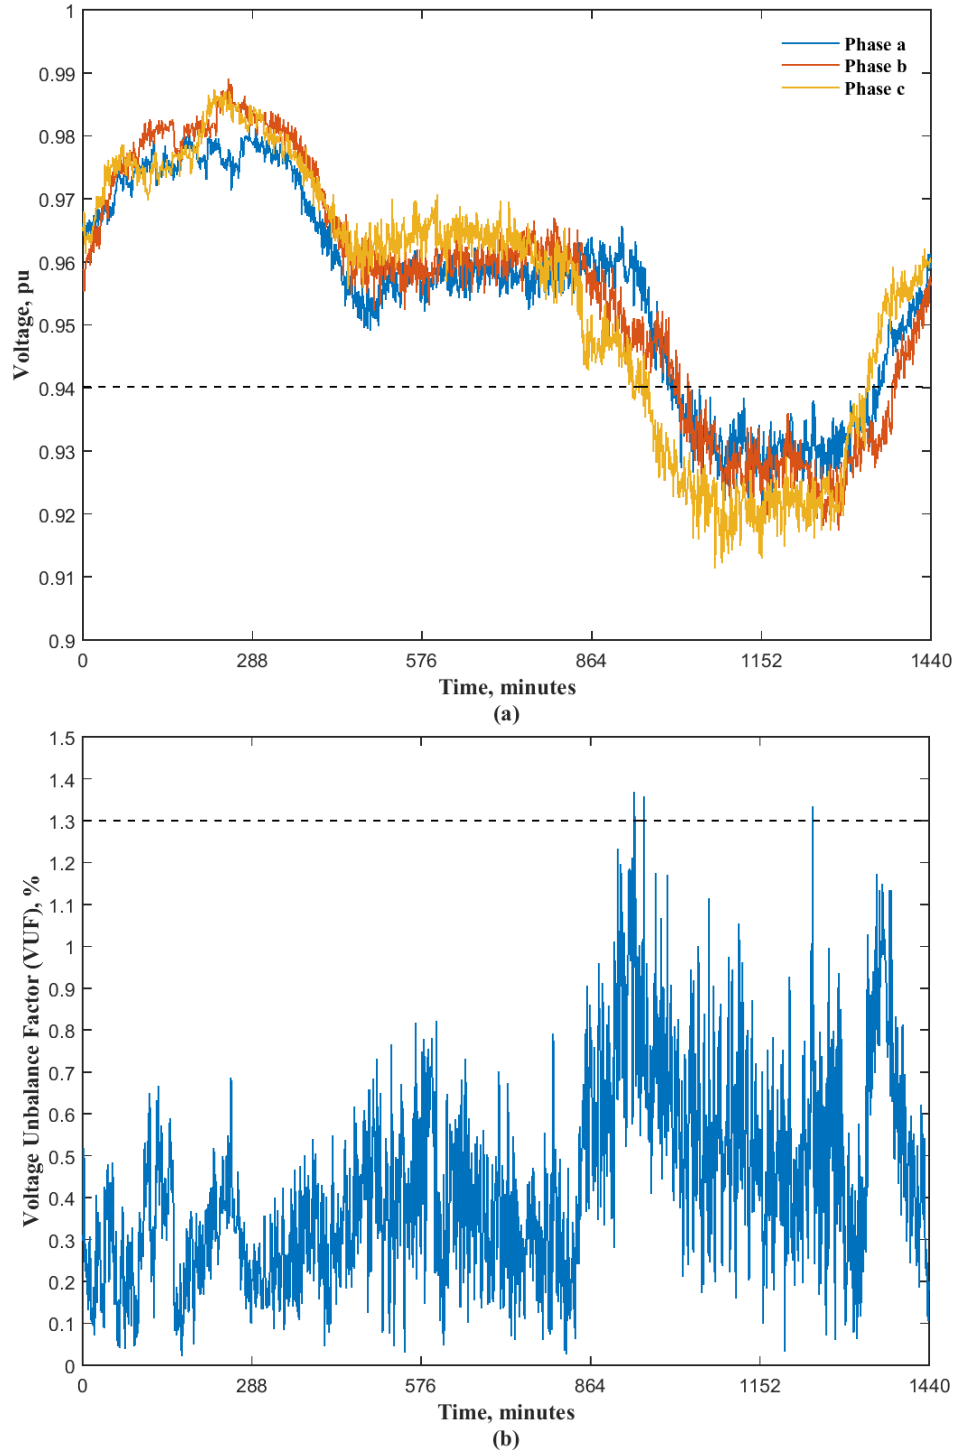 1
0.99
0.98
0.97
0.96
0.95
0.94
0.93
0.92
0.91
0.9
Voltage, pu
Phase a
Phase b
Phase c
0 288 576 864 1152 1440
Time, minutes
(a)
1.5
1.4
1.3
1.2
1.1
1
0.9
0.8
0.7
0.6
0.5
0.4
0.3
0.2
0.1
0
Voltage Unbalance Factor (VUF), %
0 288 576 864 1152 1440
Time, minutes
(b)